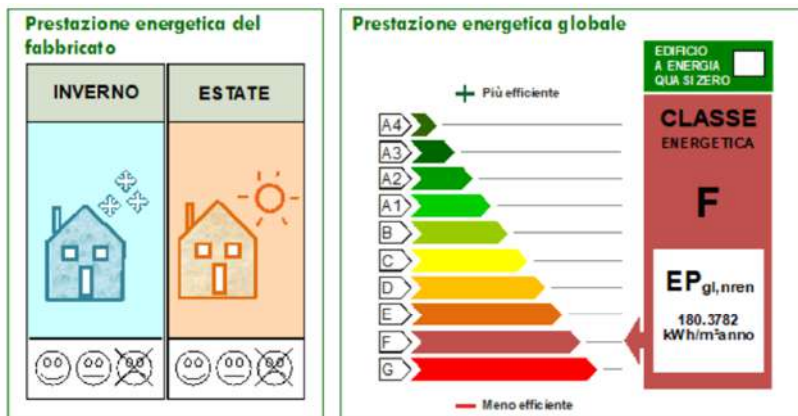 Prestazione energetica del
fabbricato
INVERNO
ESTATE
Prestazione energetica globale
Più efficiente
A4
A3
A2
A1
B
C
D
E
F
G
Meno efficiente
EDIFICIO
A ENERGIA
QUASI ZERO
CLASSE
ENERGETICA
F
EPgl,nren
180.3782
kWh/m²anno